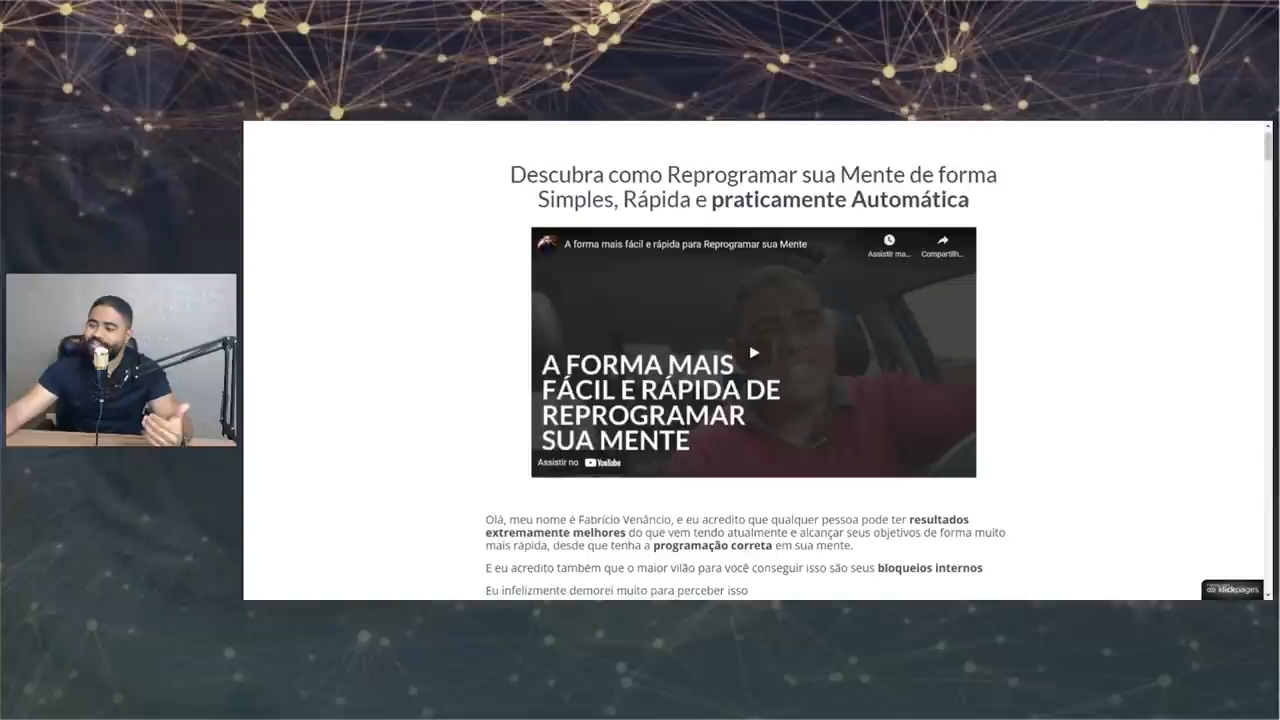 Descubra como Reprogramar sua Mente de forma
Simples, Rápida e praticamente Automática
A forma mais fácil e rápida para Reprogramar sua Mente
Assistir ma...
Compartilh...
A FORMA MAIS
FÁCIL E RÁPIDA DE
REPROGRAMAR
SUA MENTE
Assistir no YouTube
Olá, meu nome é Fabrício Venâncio, e eu acredito que qualquer pessoa pode ter resultados
extremamente melhores do que vem tendo atualmente e alcançar seus objetivos de forma muito
mais rápida, desde que tenha a programação correta em sua mente.
E eu acredito também que o maior vilão para você conseguir isso são seus bloqueios internos
Eu infelizmente demorei muito para perceber isso
klickpages